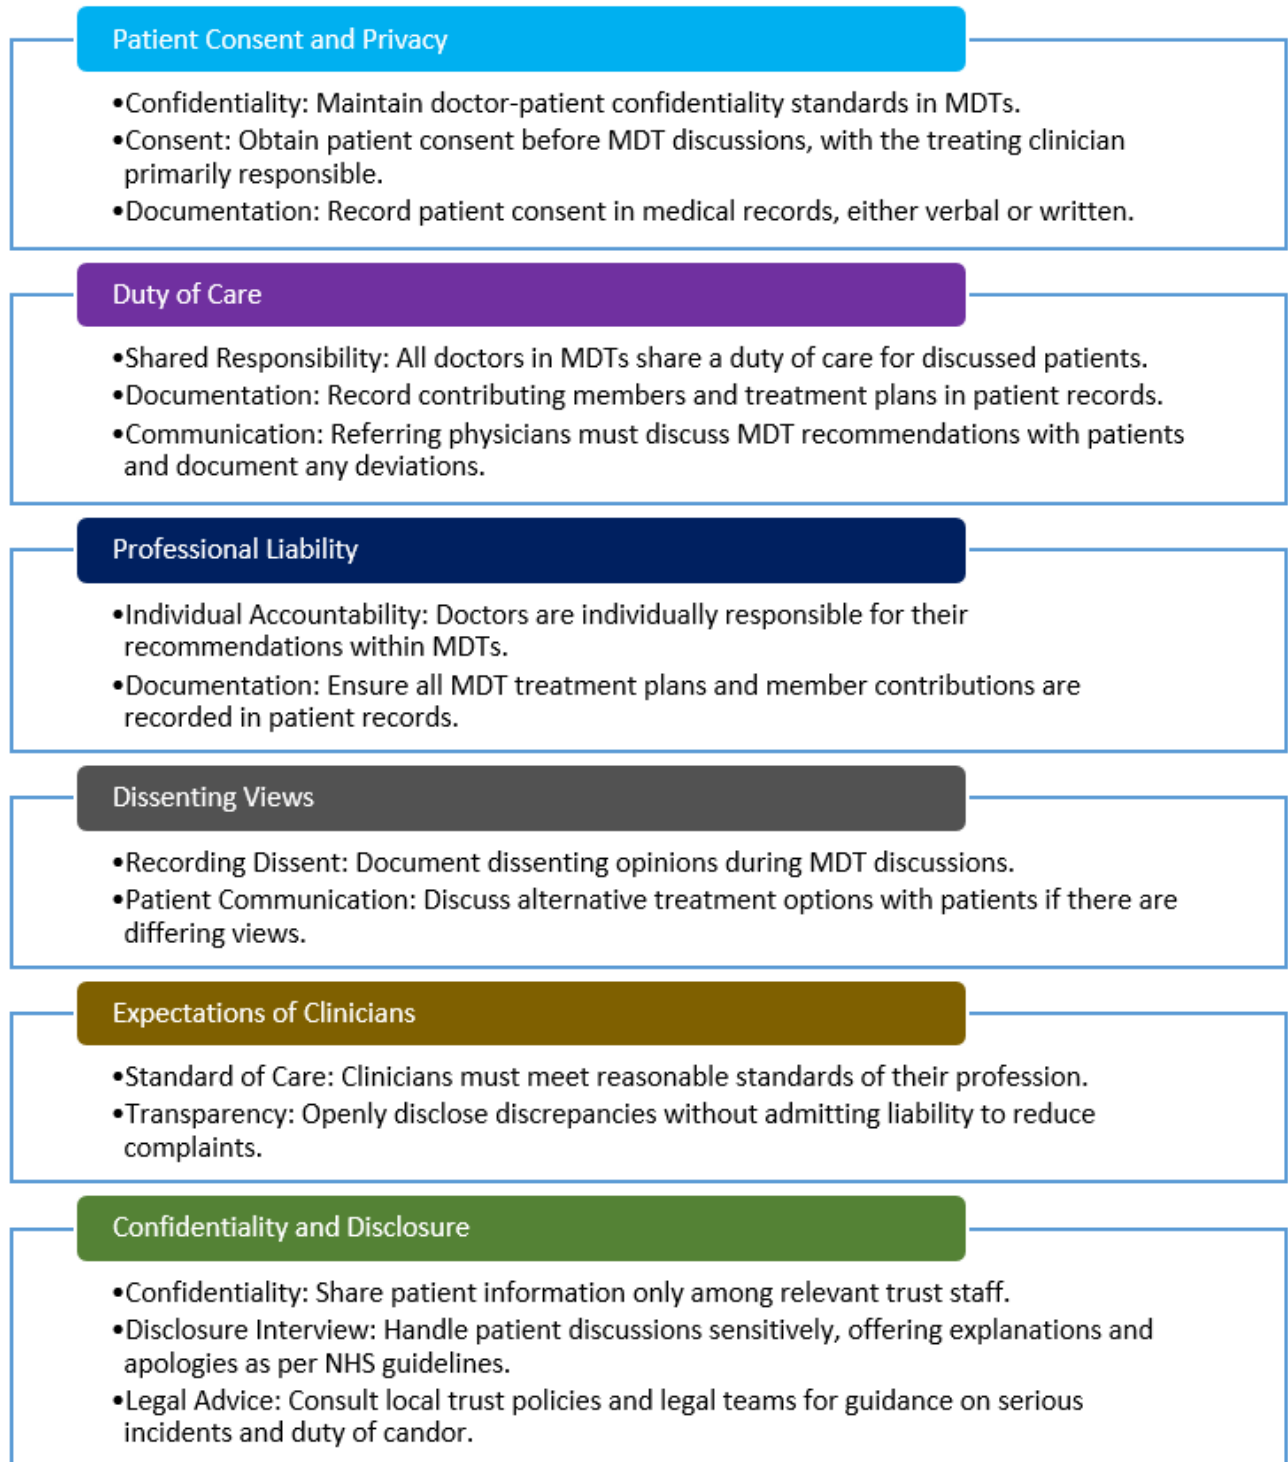 Patient Consent and Privacy
•Confidentiality: Maintain doctor-patient confidentiality standards in MDTs.
•Consent: Obtain patient consent before MDT discussions, with the treating clinician
primarily responsible.
•Documentation: Record patient consent in medical records, either verbal or written.
Duty of Care
•Shared Responsibility: All doctors in MDTs share a duty of care for discussed patients.
•Documentation: Record contributing members and treatment plans in patient records.
•Communication: Referring physicians must discuss MDT recommendations with patients
and document any deviations.
Professional Liability
•Individual Accountability: Doctors are individually responsible for their
recommendations within MDTs.
•Documentation: Ensure all MDT treatment plans and member contributions are
recorded in patient records.
Dissenting Views
•Recording Dissent: Document dissenting opinions during MDT discussions.
•Patient Communication: Discuss alternative treatment options with patients if there are
differing views.
Expectations of Clinicians
•Standard of Care: Clinicians must meet reasonable standards of their profession.
•Transparency: Openly disclose discrepancies without admitting liability to reduce
complaints.
Confidentiality and Disclosure
•Confidentiality: Share patient information only among relevant trust staff.
•Disclosure Interview: Handle patient discussions sensitively, offering explanations and
apologies as per NHS guidelines.
•Legal Advice: Consult local trust policies and legal teams for guidance on serious
incidents and duty of candor.